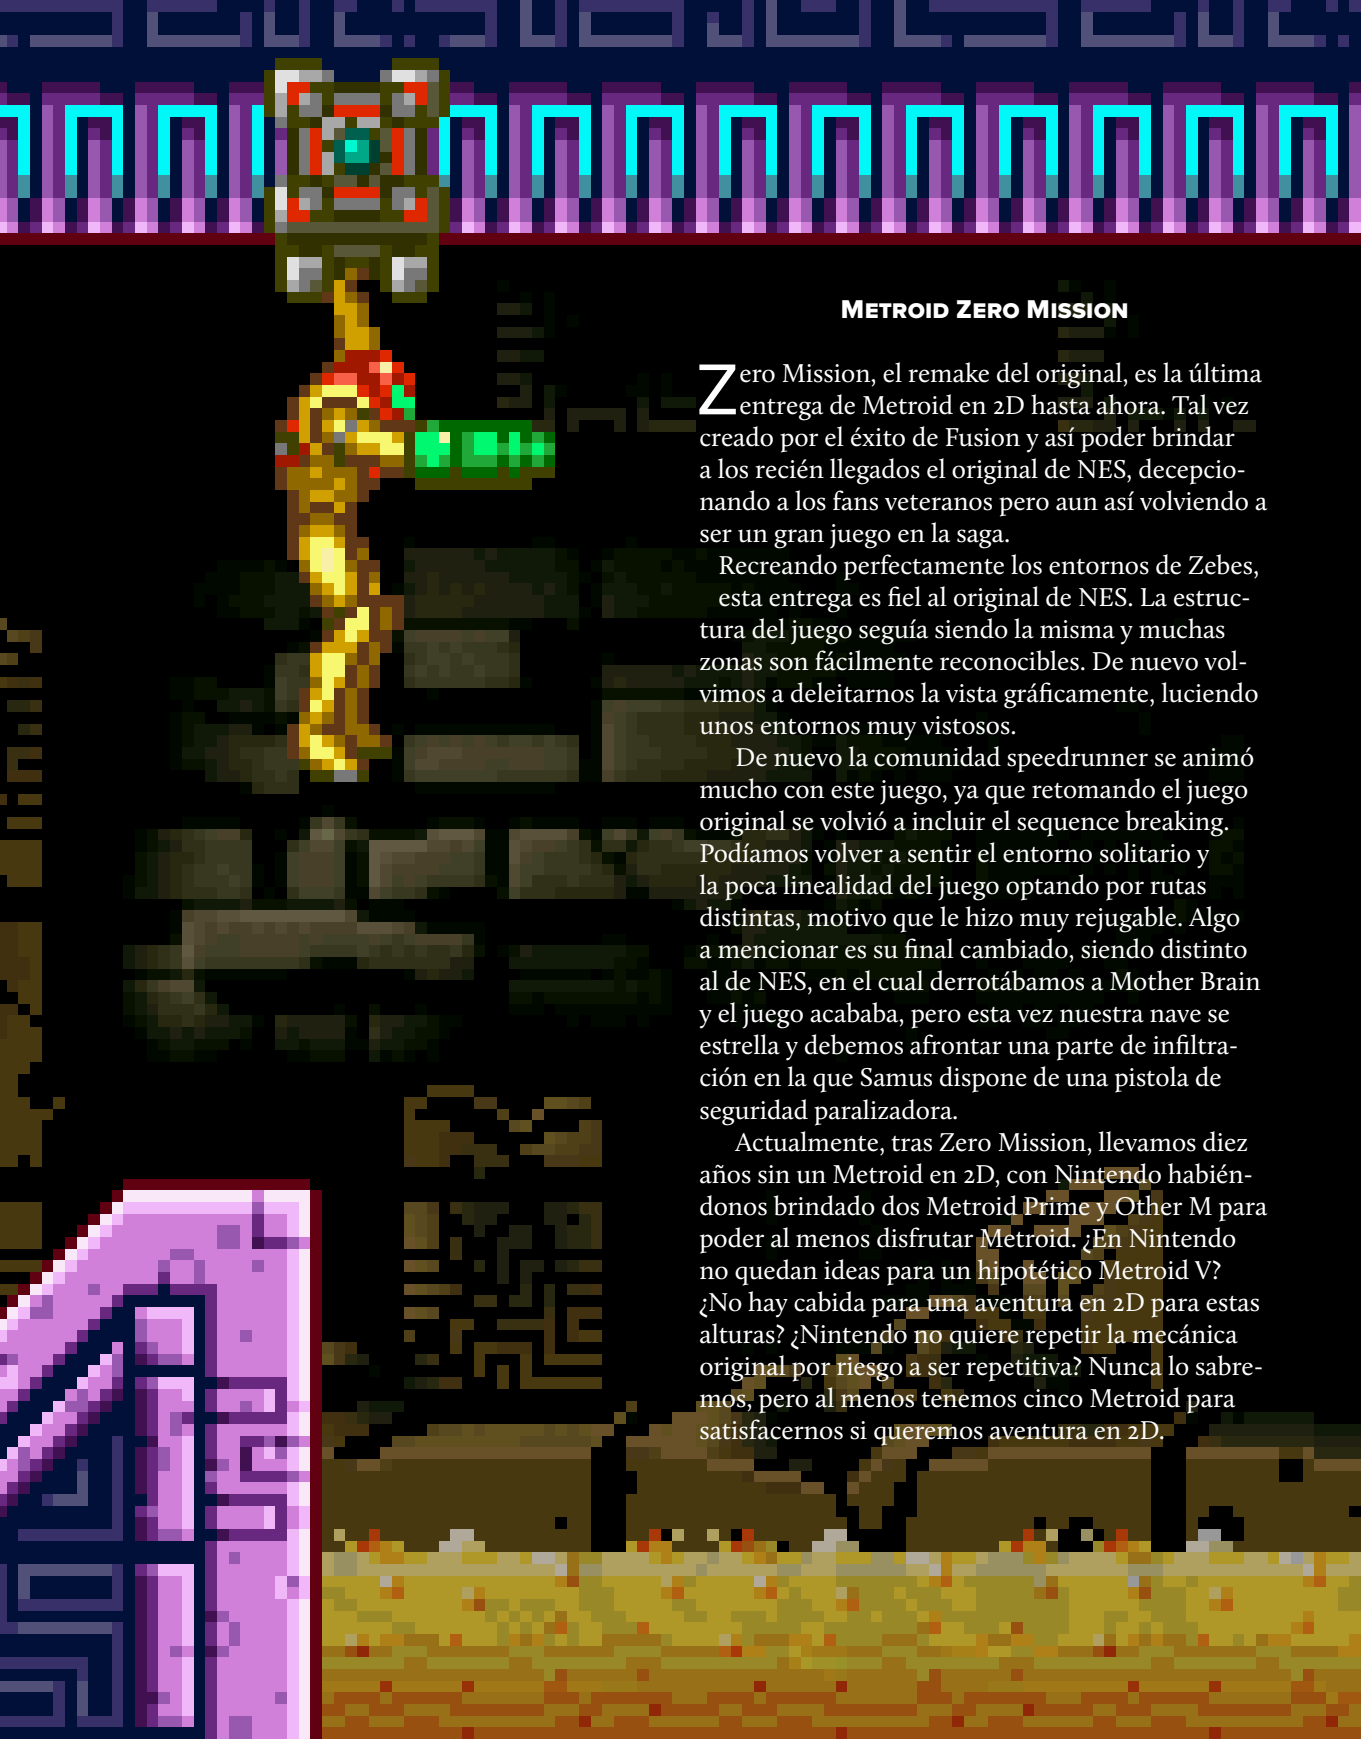 Metroid Zero Mission
Zero Mission, el remake del original, es la última
entrega de Metroid en 2D hasta ahora. Tal vez
creado por el éxito de Fusion y así poder brindar
a los recién llegados el original de NES, decepcio-
nando a los fans veteranos pero aun así volviendo a
ser un gran juego en la saga.
Recreando perfectamente los entornos de Zebes,
esta entrega es fiel al original de NES. La estruc-
tura del juego seguía siendo la misma y muchas
zonas son fácilmente reconocibles. De nuevo vol-
vimos a deleitarnos la vista gráficamente, luciendo
unos entornos muy vistosos.
De nuevo la comunidad speedrunner se animó
mucho con este juego, ya que retomando el juego
original se volvió a incluir el sequence breaking.
Podíamos volver a sentir el entorno solitario y
la poca linealidad del juego optando por rutas
distintas, motivo que le hizo muy rejugable. Algo
a mencionar es su final cambiado, siendo distinto
al de NES, en el cual derrotábamos a Mother Brain
y el juego acababa, pero esta vez nuestra nave se
estrella y debemos afrontar una parte de infiltra-
ción en la que Samus dispone de una pistola de
seguridad paralizadora.
Actualmente, tras Zero Mission, llevamos diez
años sin un Metroid en 2D, con Nintendo habién-
donos brindado dos Metroid Prime y Other M para
poder al menos disfrutar Metroid. ¿En Nintendo
no quedan ideas para un hipotético Metroid V?
¿No hay cabida para una aventura en 2D para estas
alturas? ¿Nintendo no quiere repetir la mecánica
original por riesgo a ser repetitiva? Nunca lo sabre-
mos, pero al menos tenemos cinco Metroid para
satisfacernos si queremos aventura en 2D.